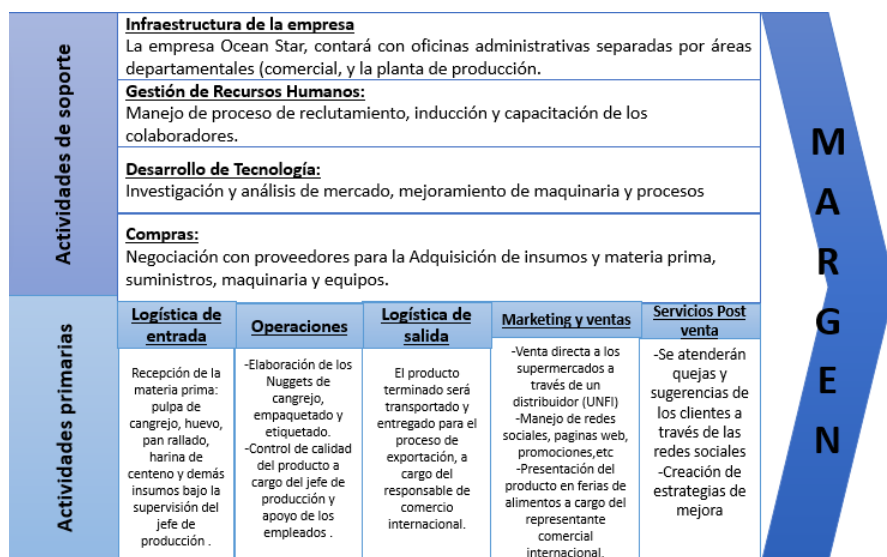 Actividades de soporte
Infraestructura de la empresa
La empresa Ocean Star, contará con oficinas administrativas separadas por áreas
departamentales (comercial, y la planta de producción.
Gestión de Recursos Humanos:
Manejo de proceso de reclutamiento, inducción y capacitación de los
colaboradores.
Desarrollo de Tecnología:
Investigación y análisis de mercado, mejoramiento de maquinaria y procesos
Compras:
Negociación con proveedores para la Adquisición de insumos y materia prima,
suministros, maquinaria y equipos.
Actividades primarias
Logística de
entrada
Recepción de la
materia prima:
pulpa de
cangrejo, huevo,
pan rallado,
harina de
centeno y demás
insumos bajo la
supervisión del
jefe de
producción .
Operaciones
-Elaboración de los
Nuggets de
cangrejo,
empaquetado y
etiquetado.
-Control de calidad
del producto a
cargo del jefe de
producción y
apoyo de los
empleados .
Logística de
salida
El producto
terminado será
transportado y
entregado para el
proceso de
exportación, a
cargo del
responsable de
comercio
internacional.
Marketing y ventas
-Venta directa a los
supermercados a
través de un
distribuidor (UNFI)
-Manejo de redes
sociales, paginas web,
promociones,etc
-Presentación del
producto en ferias de
alimentos a cargo del
representante
comercial
internacional.
Servicios Post
venta
-Se atenderán
quejas y
sugerencias de
los clientes a
través de las
redes sociales
-Creación de
estrategias de
mejora
MARGEN